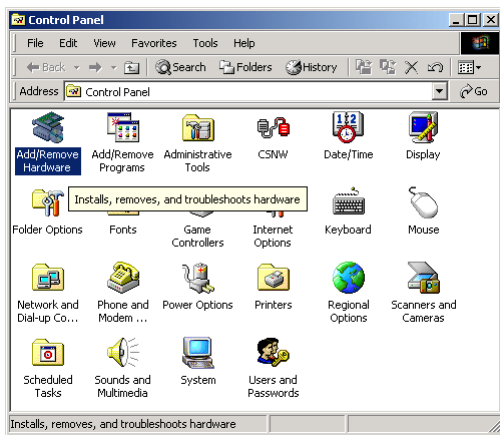 Control Panel
File Edit View Favorites Tools Help
Back Search Folders History
Address Control Panel Go
Add/Remove Hardware
Add/Remove Programs
Administrative Tools
CSNW
Date/Time
Display
Installs, removes, and troubleshoots hardware
Folder Options
Fonts
Game Controllers
Internet Options
Keyboard
Mouse
Network and Dial-up Co...
Phone and Modem ...
Power Options
Printers
Regional Options
Scanners and Cameras
Scheduled Tasks
Sounds and Multimedia
System
Users and Passwords
Installs, removes, and troubleshoots hardware